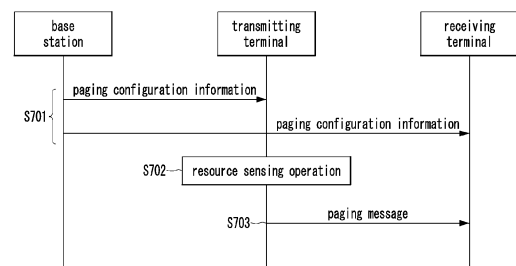 base
station
transmitting
terminal
receiving
terminal
paging configuration information
S701
paging configuration information
S702
resource sensing operation
S703
paging message